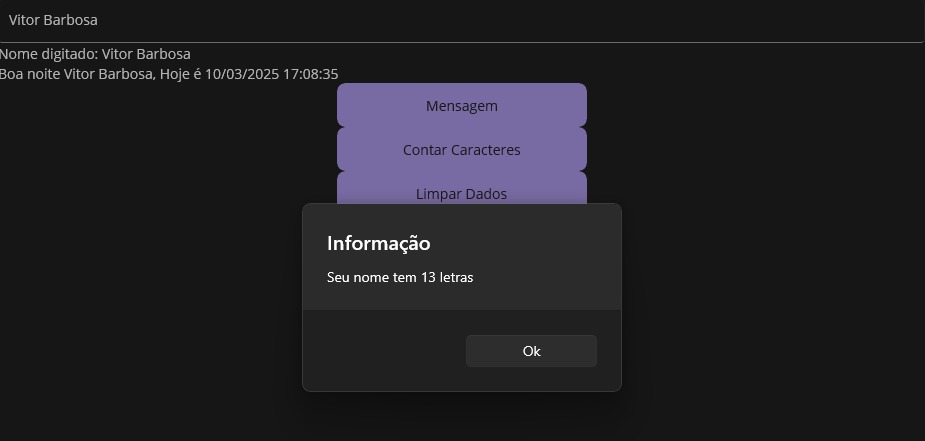 Vitor Barbosa
Nome digitado: Vitor Barbosa
Boa noite Vitor Barbosa, Hoje é 10/03/2025 17:08:35
Mensagem
Contar Caracteres
Limpar Dados
Informação
Seu nome tem 13 letras
Ok